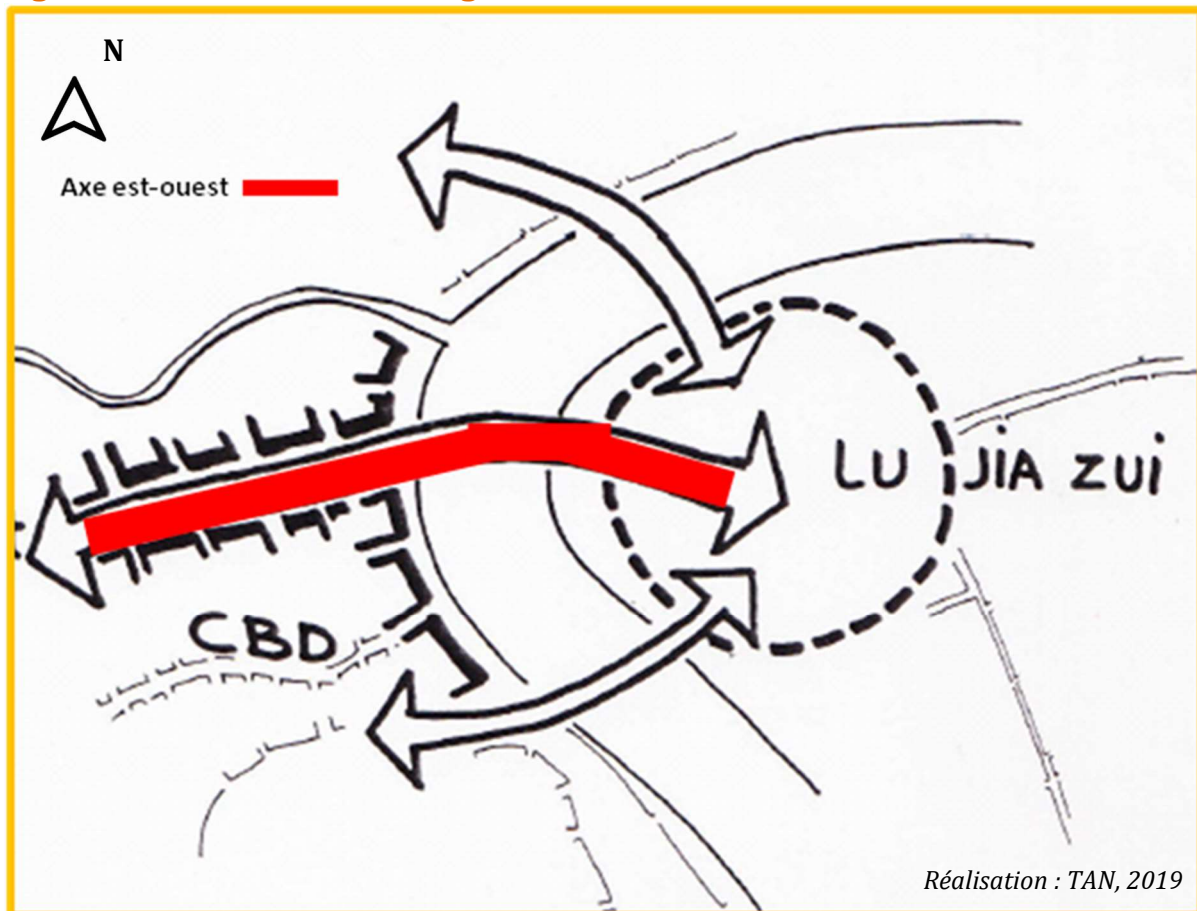 N
Axe est-ouest
LU JIA ZUI
CBD
Réalisation : TAN, 2019